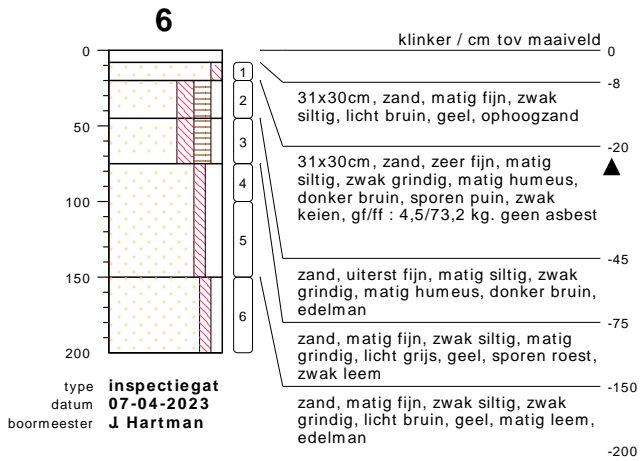 6
klinker / cm tov maaiveld
0
0
-8
1
31x30cm, zand, matig fijn, zwak
siltig, licht bruin, geel, ophoogzand
2
-20
31x30cm, zand, zeer fijn, matig
siltig, zwak grindig, matig humeus,
donker bruin, sporen puin, zwak
keien, gf/ff : 4,5/73,2 kg. geen asbest
50
3
4
100
5
-45
zand, uiterst fijn, matig siltig, zwak
grindig, matig humeus, donker bruin,
edelman
150
6
-75
zand, matig fijn, zwak siltig, matig
grindig, licht grijs, geel, sporen roest,
zwak leem
200
-150
zand, matig fijn, zwak siltig, zwak
grindig, licht bruin, geel, matig leem,
edelman
-200
type inspectiegat
datum 07-04-2023
boormeester J. Hartman